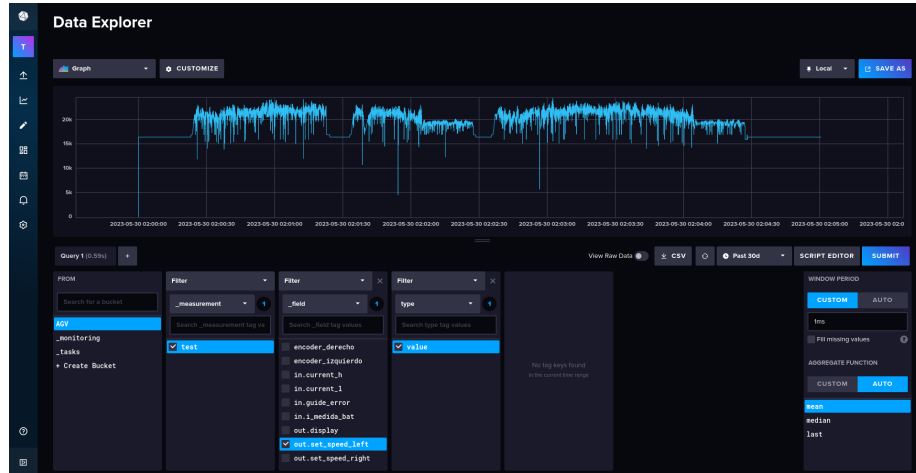 Data Explorer
T
Graph
CUSTOMIZE
Local
SAVE AS
20k
15k
10k
5k
0
2023-05-30 02:00:00
2023-05-30 02:00:30
2023-05-30 02:01:00
2023-05-30 02:01:30
2023-05-30 02:02:00
2023-05-30 02:02:30
2023-05-30 02:03:00
2023-05-30 02:03:30
2023-05-30 02:04:00
2023-05-30 02:04:30
2023-05-30 02:05:00
2023-05-30 02:0
Query 1 (0.59s)
+
View Raw Data
CSV
Past 30d
SCRIPT EDITOR
SUBMIT
FROM
Search for a bucket
AGV
_monitoring
_tasks
+ Create Bucket
Filter
_measurement
1
Search _measurement tag va
test
Filter
_field
1
Search _field tag values
encoder_derecho
encoder_izquierdo
in.current_h
in.current_l
in.guide_error
in.i_medida_bat
out.display
out.set_speed_left
out.set_speed_right
Filter
type
1
Search type tag values
value
No tag keys found
in the current time range
WINDOW PERIOD
CUSTOM
AUTO
1ms
Fill missing values
?
AGGREGATE FUNCTION
CUSTOM
AUTO
mean
median
last